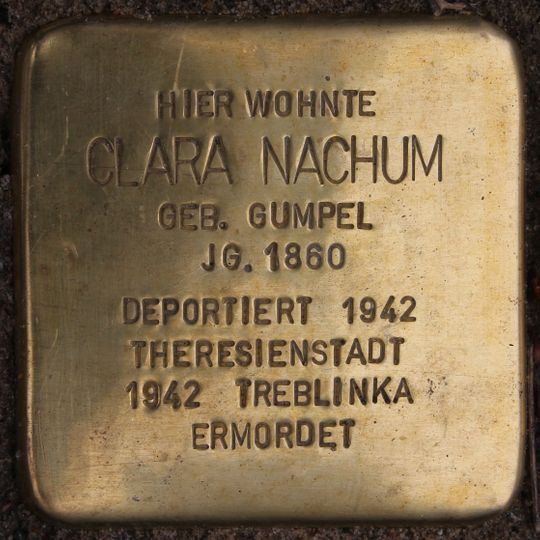 HIER WOHNTE
CLARA NACHUM
GEB. GUMPEL
JG. 1860
DEPORTIERT 1942
THERESIENSTADT
1942 TREBLINKA
ERMORDET